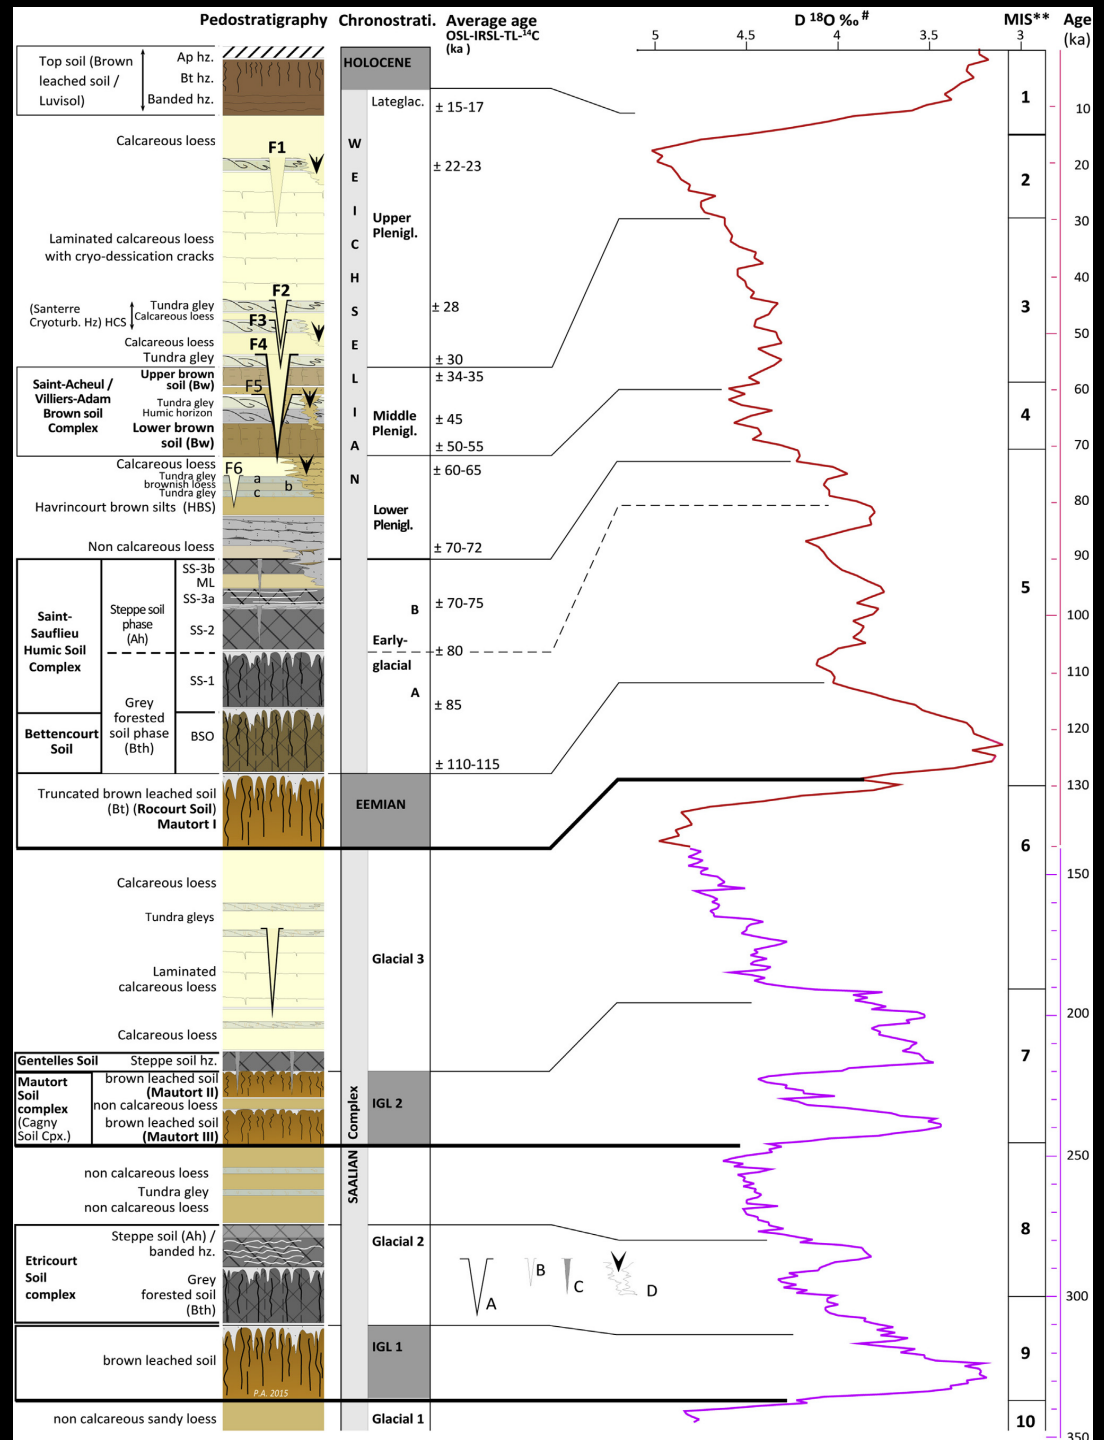 Pedostratigraphy Chronostrati. Average age D ¹⁸O ‰ # MIS** Age
OSL-IRSL-TL-¹⁴C
(ka ) (ka)
5 4.5 4 3.5 3
Top soil (Brown
leached soil /
Luvisol)
Ap hz.
Bt hz.
Banded hz.
Calcareous loess
Laminated calcareous loess
with cryo-dessication cracks
(Santerre
Cryoturb. Hz) HCS
Tundra gley
Calcareous loess
Calcareous loess
Tundra gley
Saint-Acheul /
Villiers-Adam
Brown soil
Complex
Upper brown
soil (Bw)
Tundra gley
Humic horizon
Lower brown
soil (Bw)
Calcareous loess
Tundra gley
brownish loess
Tundra gley
Havrincourt brown silts (HBS)
Non calcareous loess
Saint-
Sauflieu
Humic Soil
Complex
Steppe soil
phase
(Ah)
SS-3b
ML
SS-3a
SS-2
SS-1
Grey
forested
soil phase
(Bth)
Bettencourt
Soil
BSO
Truncated brown leached soil
(Bt) (Rocourt Soil)
Mautort I
Calcareous loess
Tundra gleys
Laminated
calcareous loess
Calcareous loess
Gentelles Soil
Steppe soil hz.
Mautort
Soil
complex
(Cagny
Soil Cpx.)
brown leached soil
(Mautort II)
non calcareous loess
brown leached soil
(Mautort III)
non calcareous loess
Tundra gley
non calcareous loess
Etricourt
Soil
complex
Steppe soil (Ah) /
banded hz.
Grey
forested soil
(Bth)
brown leached soil
non calcareous sandy loess
F1
F2
F3
F4
F5
F6
a
b
c
P.A. 2015
HOLOCENE
WEICHSELIAN
Lateglac.
Upper
Plenigl.
Middle
Plenigl.
Lower
Plenigl.
B
Early-
glacial
A
EEMIAN
SAALIAN Complex
Glacial 3
IGL 2
Glacial 2
IGL 1
Glacial 1
± 15-17
± 22-23
± 28
± 30
± 34-35
± 45
± 50-55
± 60-65
± 70-72
± 70-75
± 80
± 85
± 110-115
A
B
C
D
1
2
3
4
5
6
7
8
9
10
10
20
30
40
50
60
70
80
90
100
110
120
130
150
200
250
300
350